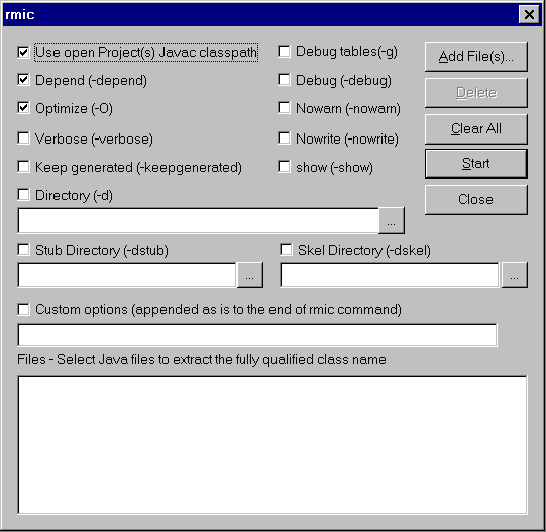 rmic
Use open Project(s) Javac classpath
Debug tables(-g)
Add File(s)...
Depend (-depend)
Debug (-debug)
Delete
Optimize (-O)
Nowarn (-nowarn)
Clear All
Verbose (-verbose)
Nowrite (-nowrite)
Start
Keep generated (-keepgenerated)
show (-show)
Directory (-d)
Close
...
Stub Directory (-dstub)
Skel Directory (-dskel)
...
...
Custom options (appended as is to the end of rmic command)
Files - Select Java files to extract the fully qualified class name